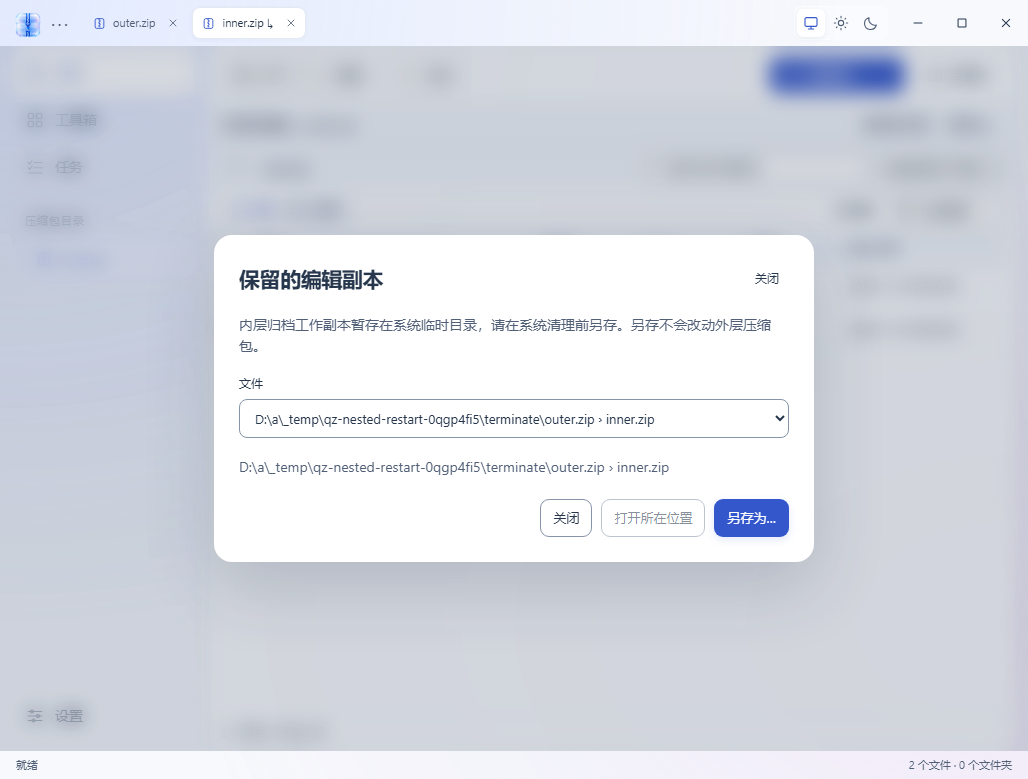 outer.zip
inner.zip ↳
工具箱
任务
压缩包目录
保留的编辑副本
关闭
内层归档工作副本暂存在系统临时目录，请在系统清理前另存。另存不会改动外层压缩
包。
文件
D:\a\_temp\qz-nested-restart-0qgp4fi5\terminate\outer.zip › inner.zip
D:\a\_temp\qz-nested-restart-0qgp4fi5\terminate\outer.zip › inner.zip
关闭
打开所在位置
另存为...
设置
就绪
2 个文件 · 0 个文件夹